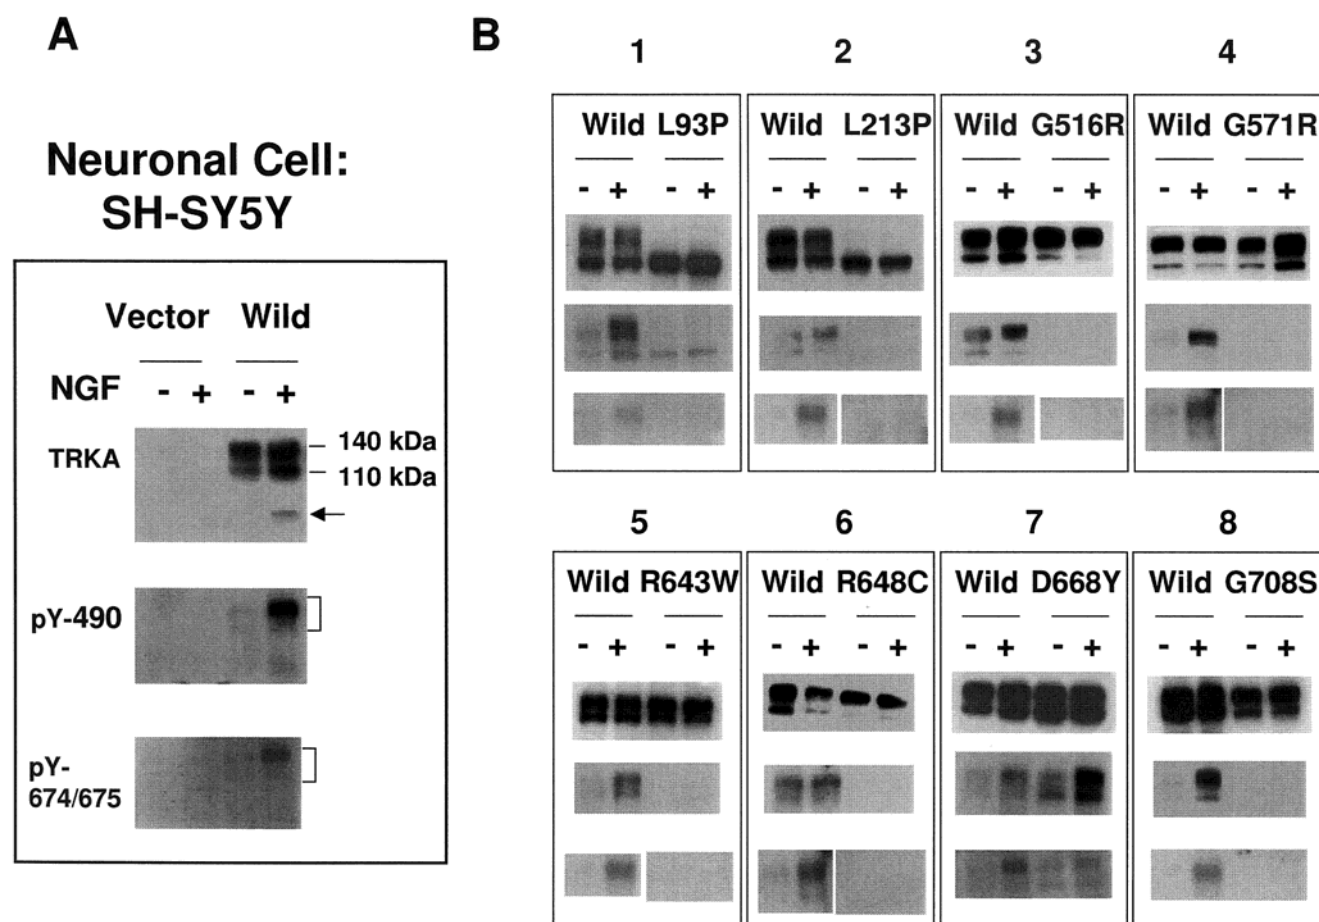 A
Neuronal Cell:
SH-SY5Y
Vector Wild
NGF - + - +
TRKA
140 kDa
110 kDa
pY-490
pY-
674/675
B
1 2 3 4
Wild L93P Wild L213P Wild G516R Wild G571R
- + - + - + - + - + - + - + - +
5 6 7 8
Wild R643W Wild R648C Wild D668Y Wild G708S
- + - + - + - + - + - + - + - +